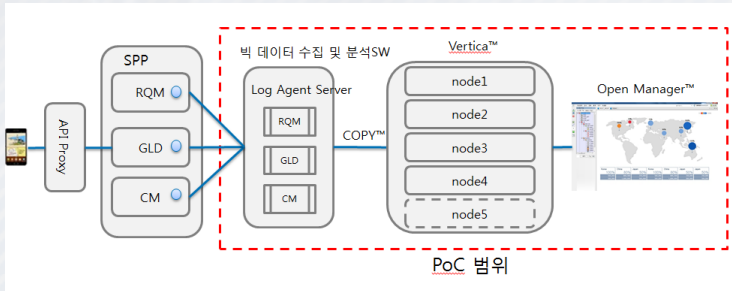 SPP
RQM
GLD
CM
API Proxy
빅 데이터 수집 및 분석SW
Log Agent Server
RQM
GLD
CM
COPY™
Vertica™
node1
node2
node3
node4
node5
Open Manager™
PoC 범위